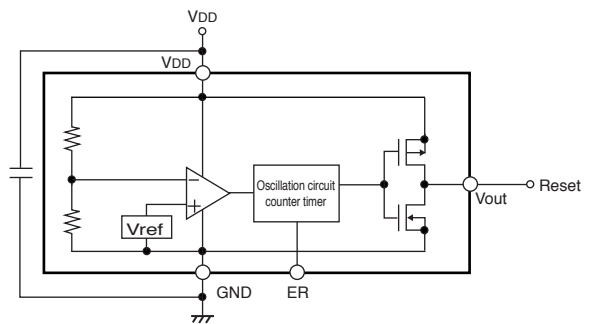 VDD
VDD
Oscillation circuit
counter timer
Vref
Vout
Reset
GND
ER